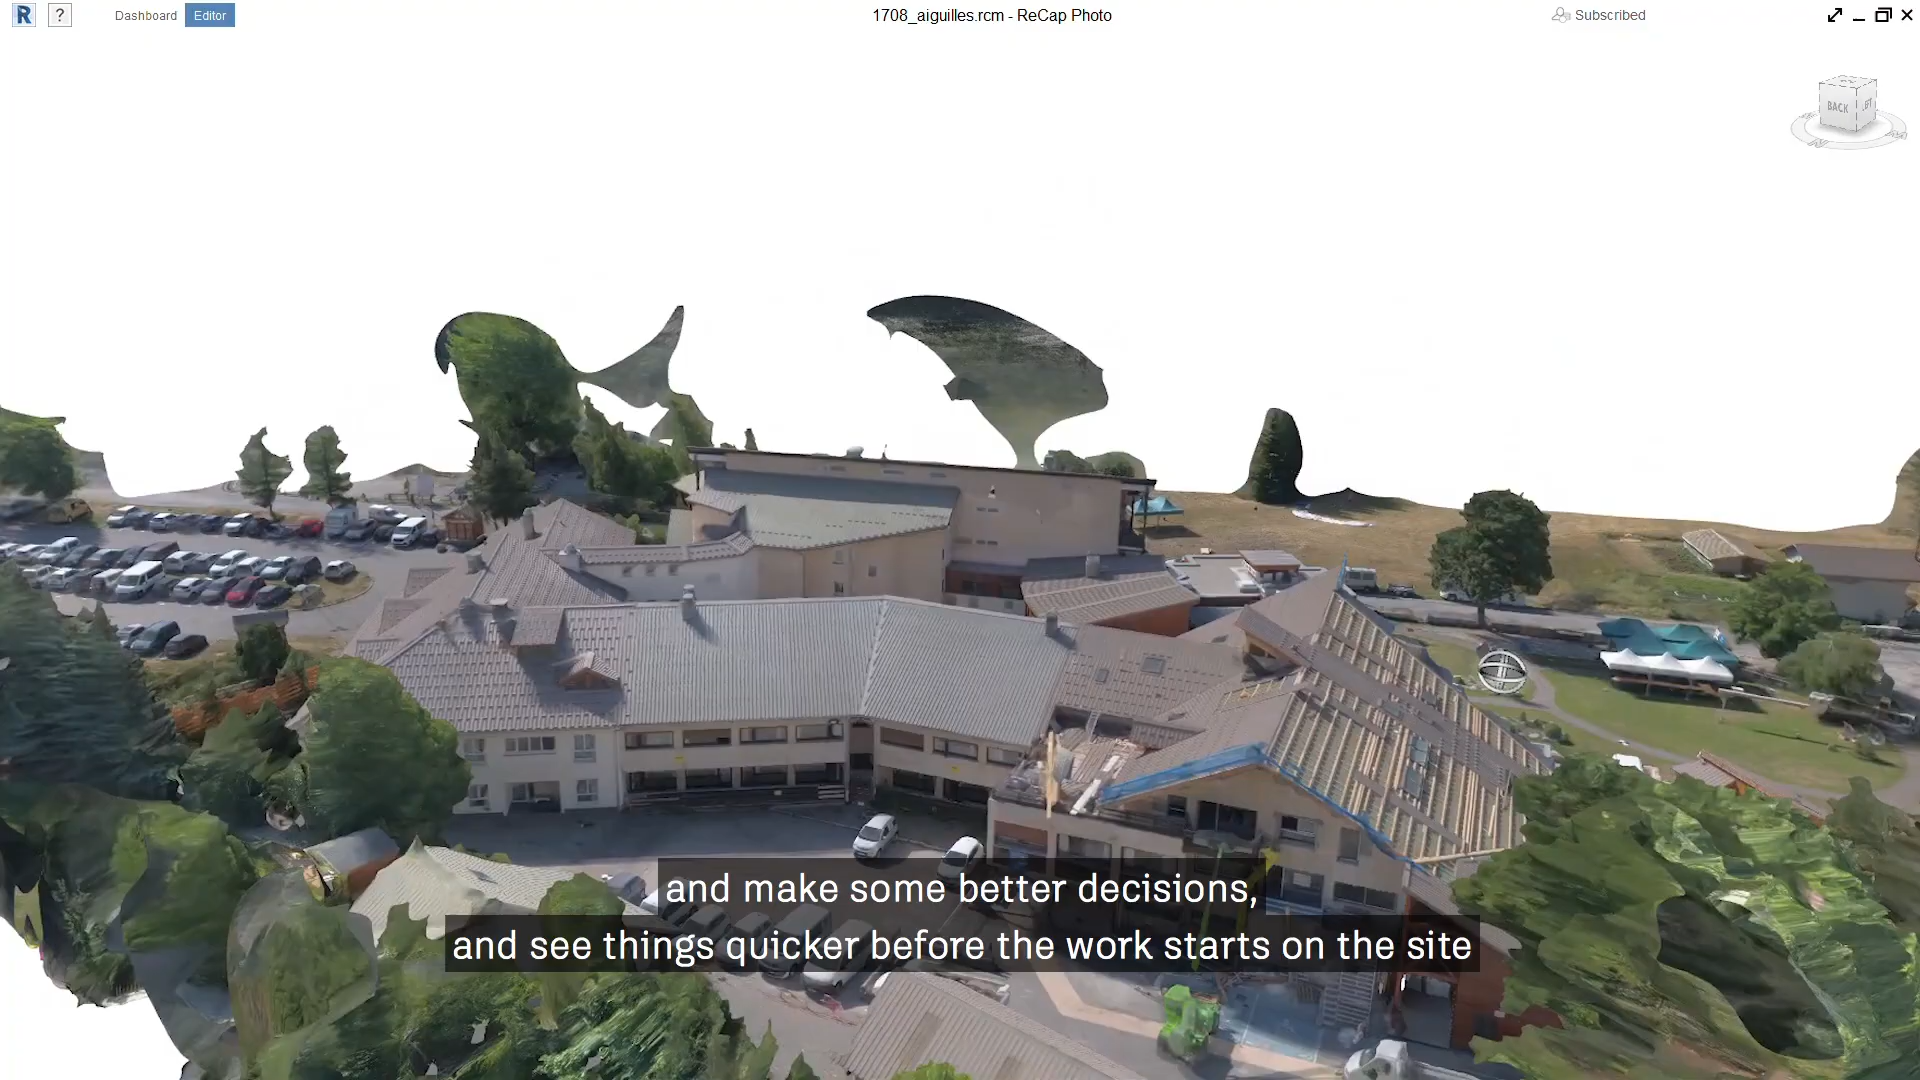 R ? Dashboard Editor 1708_aiguilles.rcm - ReCap Photo Subscribed
BACK
and make some better decisions,
and see things quicker before the work starts on the site